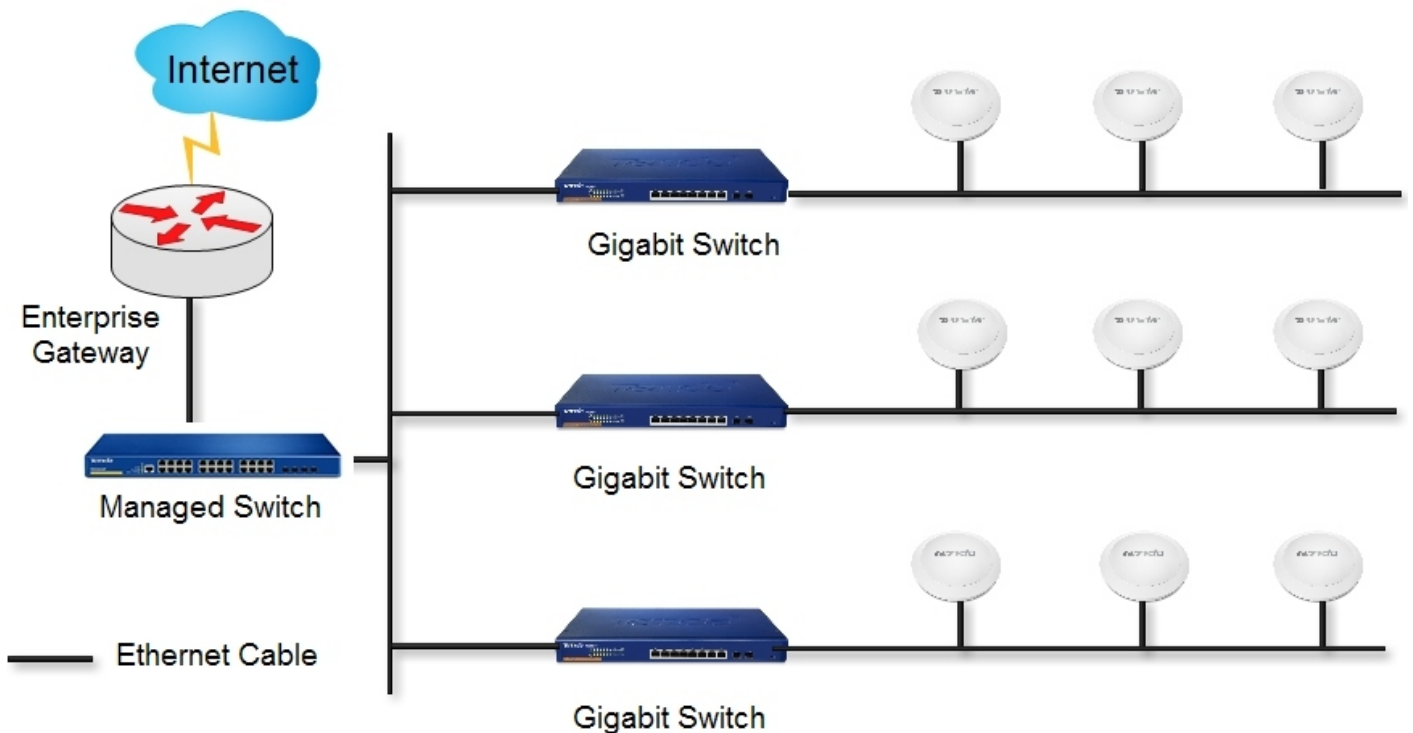 Internet
Enterprise
Gateway
Managed Switch
Gigabit Switch
Gigabit Switch
Gigabit Switch
Ethernet Cable